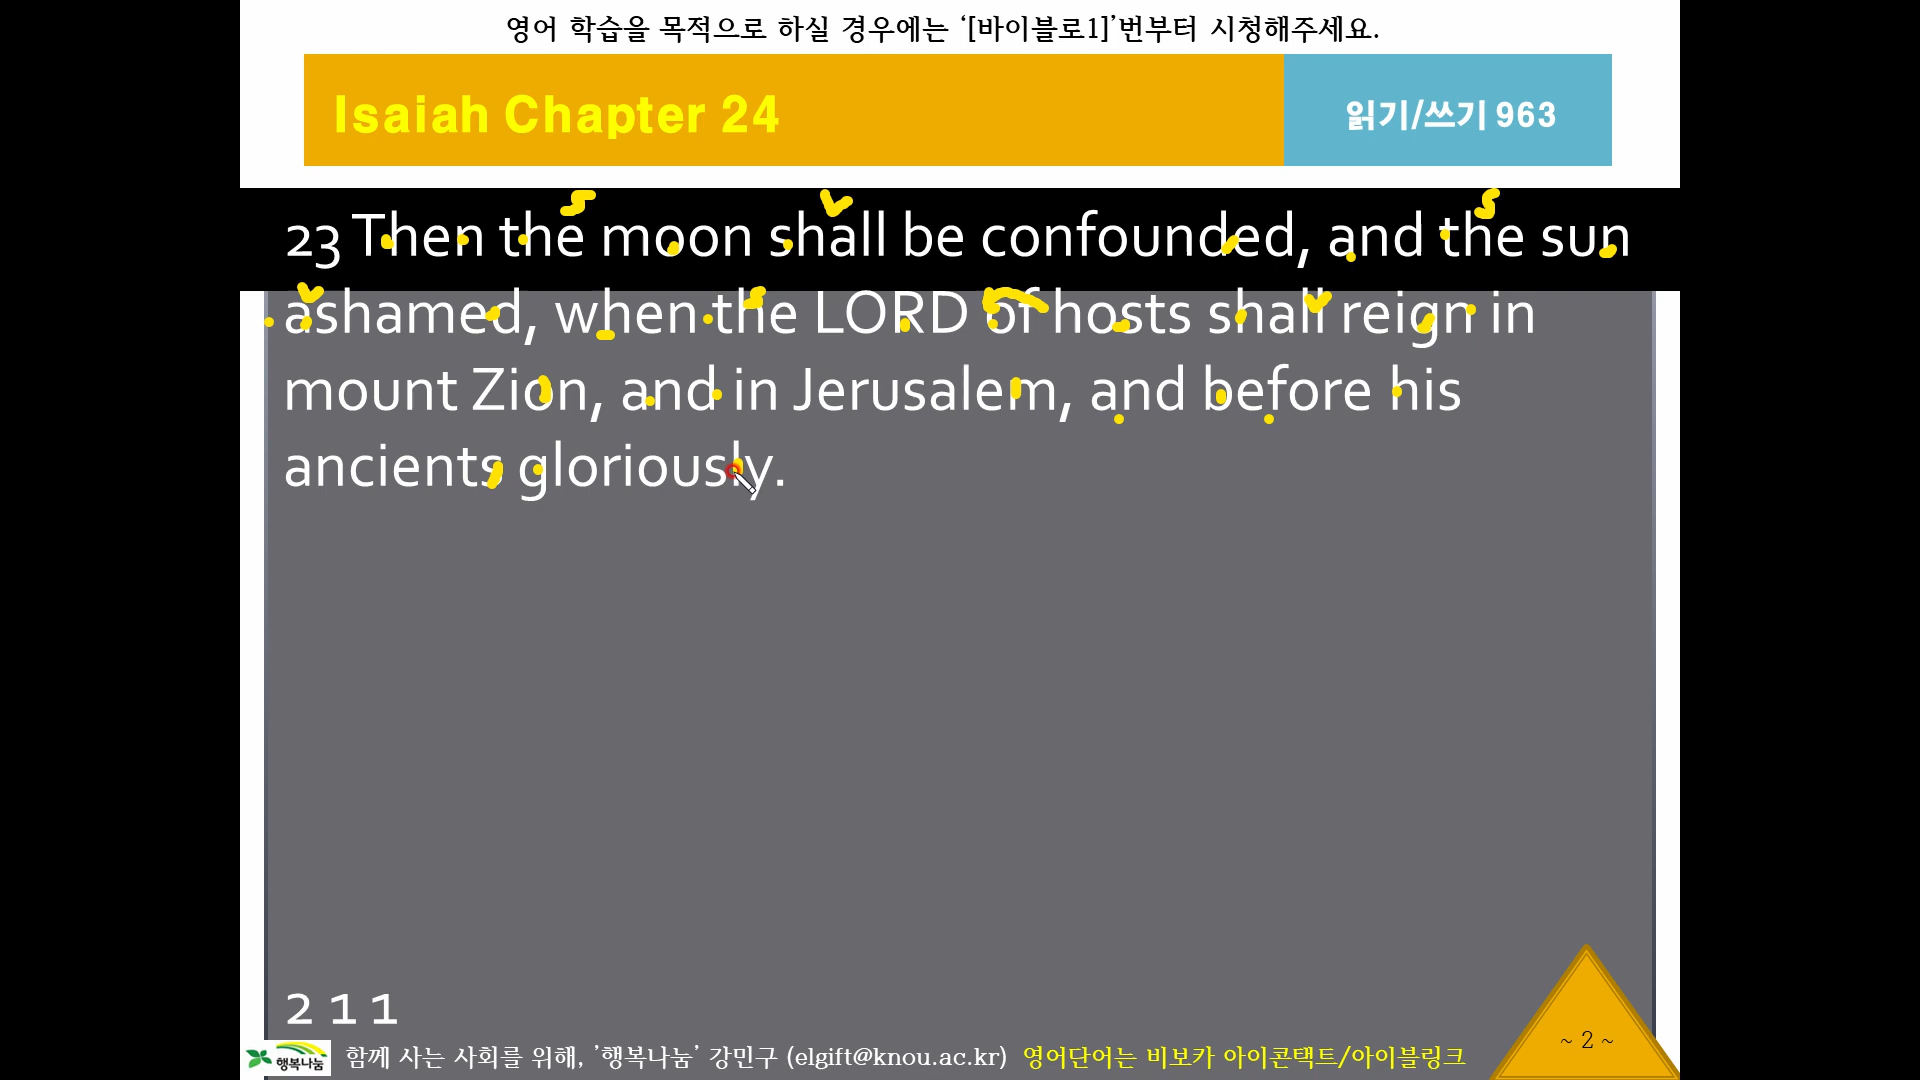 영어 학습을 목적으로 하실 경우에는 ‘[바이블로1]’번부터 시청해주세요.
Isaiah Chapter 24
읽기/쓰기 963
23 Then the moon shall be confounded, and the sun
ashamed, when the LORD of hosts shall reign in
mount Zion, and in Jerusalem, and before his
ancients gloriously.
2 1 1
~ 2 ~
행복나눔 함께 사는 사회를 위해, ’행복나눔’ 강민구 (elgift@knou.ac.kr) 영어단어는 비보카 아이콘택트/아이블링크